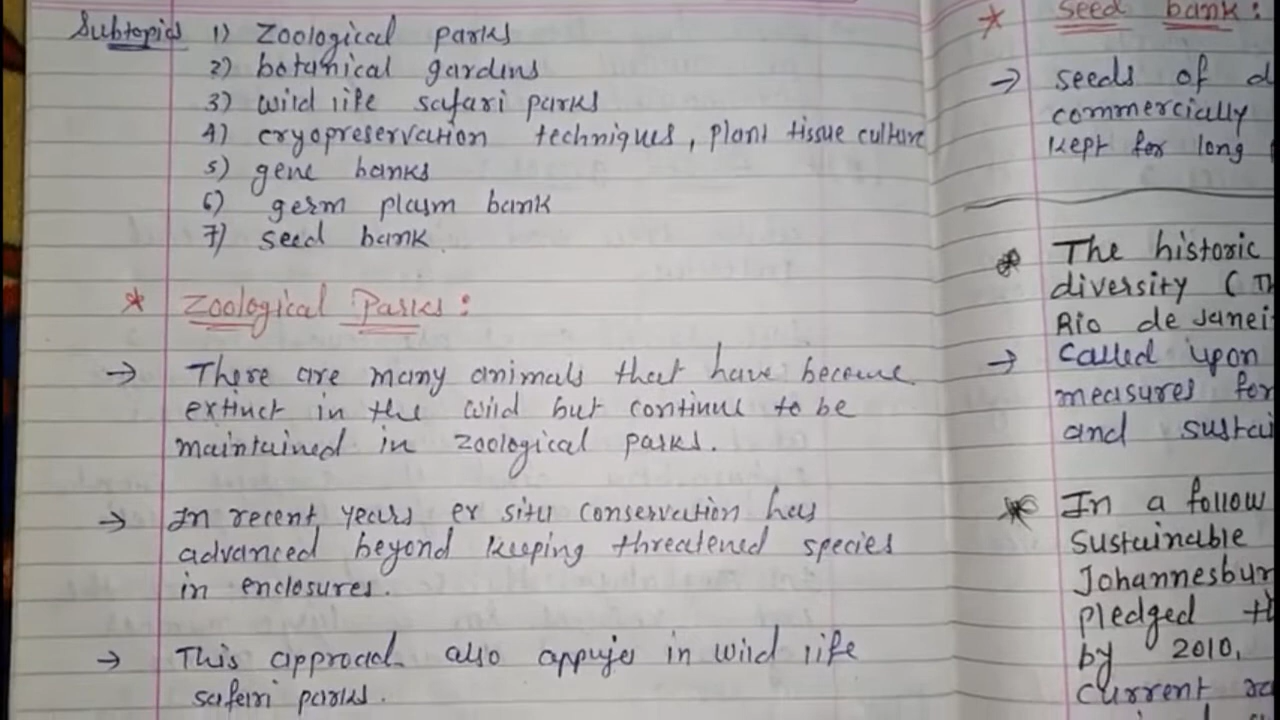 Subtopics 1) Zoological parks
2) botanical gardens
3) wild life safari parks
4) cryopreservation techniques, plant tissue culture
5) gene banks
6) germ plasm bank
7) seed bank
* Zoological Parks:
→ There are many animals that have become
extinct in the wild but continue to be
maintained in zoological parks.
→ In recent years ex situ conservation has
advanced beyond keeping threatened species
in enclosures.
→ This approach also applies in wild life
safari parks.
* Seed bank:
→ seeds of d
commercially
kept for long
* The historic
diversity (Th
Rio de Janei
→ called upon
measures for
and sustai
* In a follow
Sustainable
Johannesbur
pledged th
by 2010,
current ra